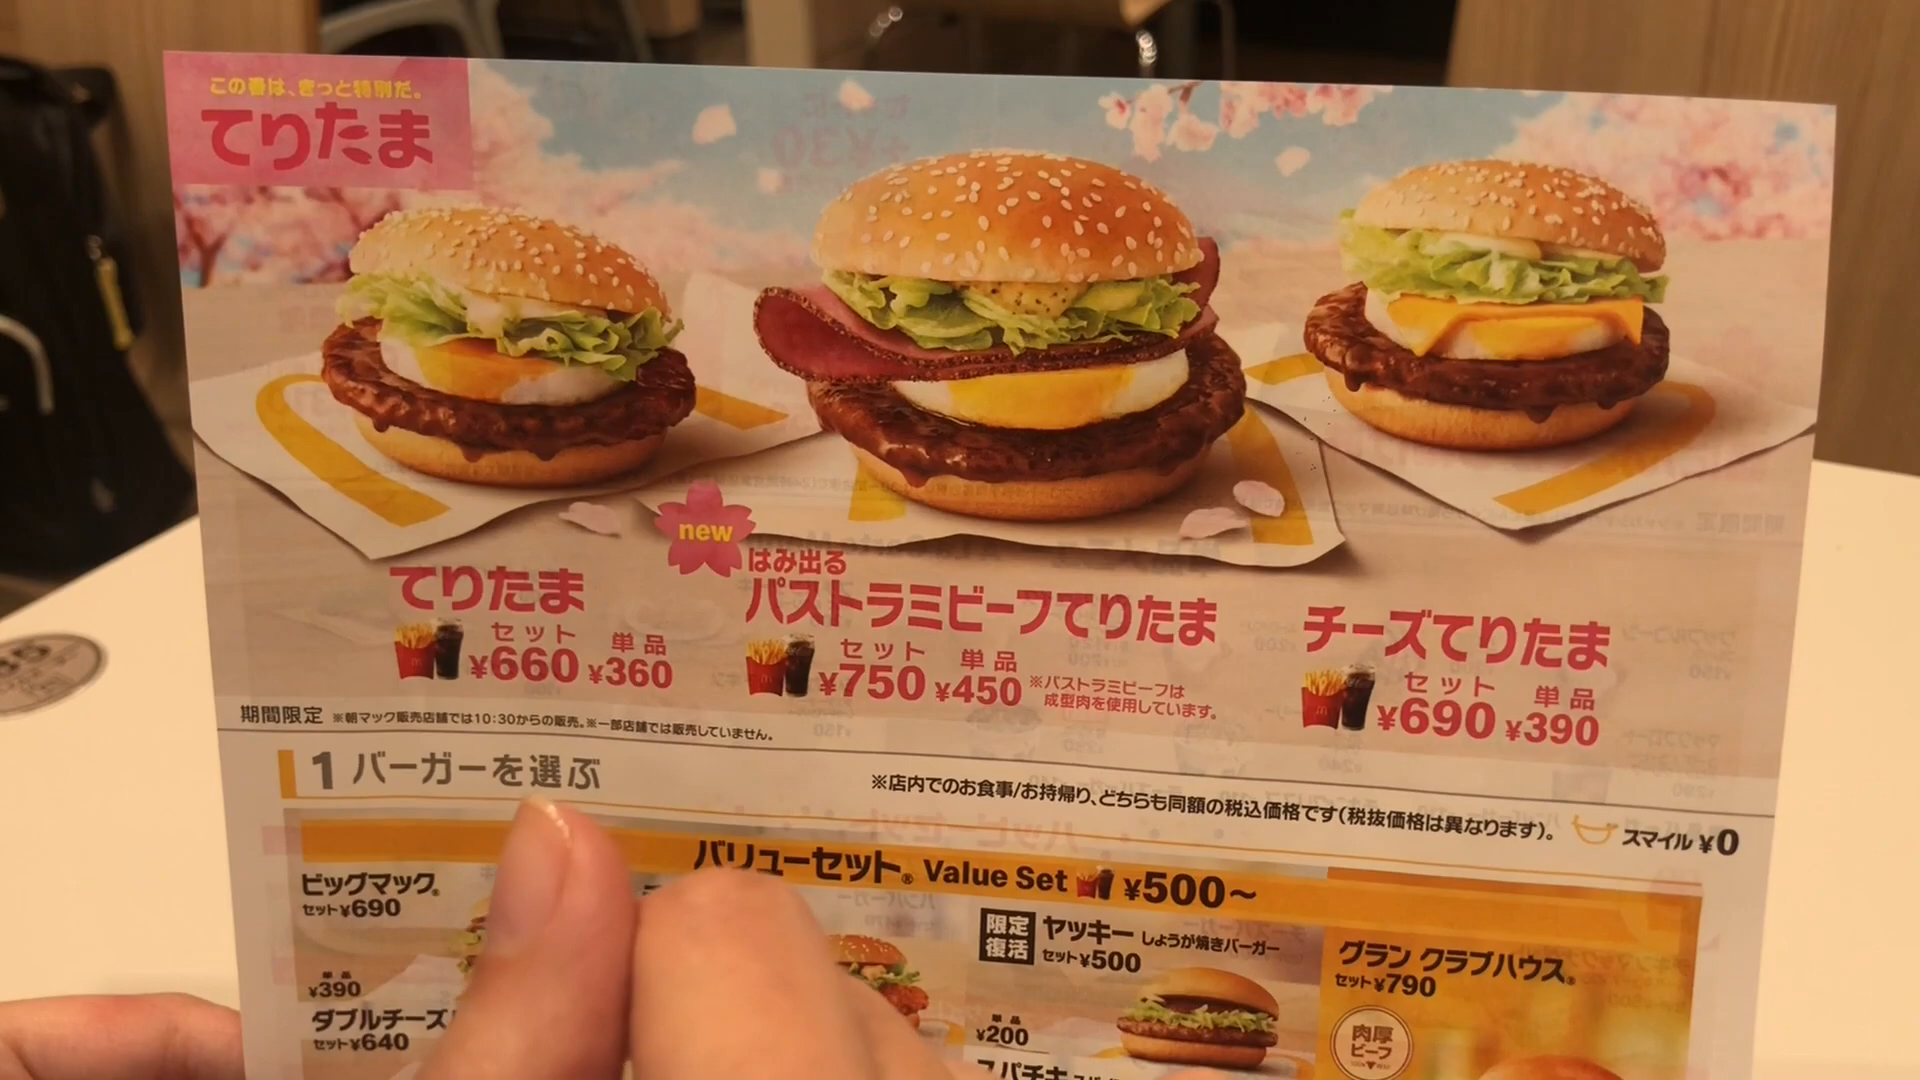 この春は、きっと特別だ。
てりたま
new
てりたま
セット 単品
¥660 ¥360
はみ出る
パストラミビーフてりたま
セット 単品
¥750 ¥450
※パストラミビーフは
成型肉を使用しています。
チーズてりたま
セット 単品
¥690 ¥390
期間限定 ※朝マック販売店舗では10:30からの販売。※一部店舗では販売していません。
1 バーガーを選ぶ
※店内でのお食事/お持帰り、どちらも同額の税込価格です(税抜価格は異なります)。 スマイル ¥0
バリューセット® Value Set ¥500～
ビッグマック®
セット¥690
単品
¥390
ダブルチーズ
セット¥640
限定
復活
ヤッキー しょうが焼きバーガー
セット¥500
単品
¥200
スパチキ
グラン クラブハウス®
セット¥790
肉厚
ビーフ